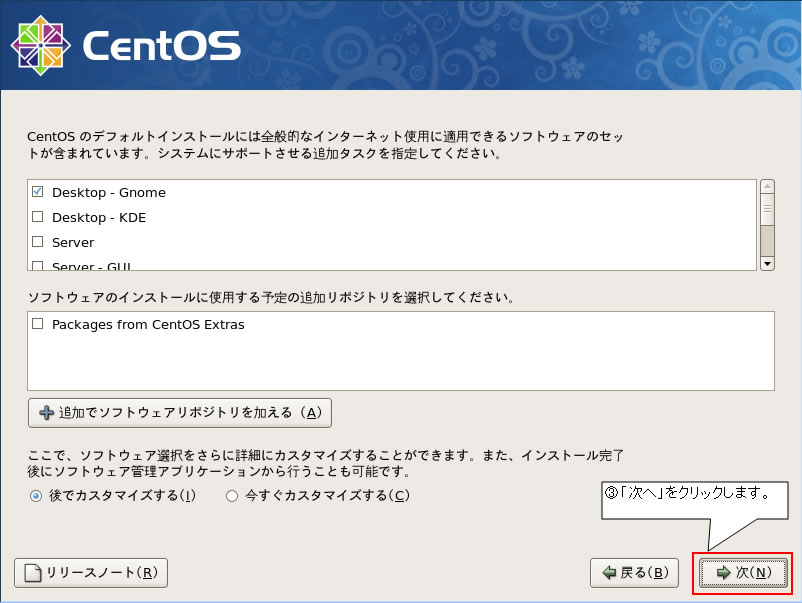 CentOS
CentOS のデフォルトインストールには全般的なインターネット使用に適用できるソフトウェアのセッ
トが含まれています。システムにサポートさせる追加タスクを指定してください。
Desktop - Gnome
Desktop - KDE
Server
Server - GUI
ソフトウェアのインストールに使用する予定の追加リポジトリを選択してください。
Packages from CentOS Extras
追加でソフトウェアリポジトリを加える（A）
ここで、ソフトウェア選択をさらに詳細にカスタマイズすることができます。また、インストール完了
後にソフトウェア管理アプリケーションから行うことも可能です。
後でカスタマイズする(l) 今すぐカスタマイズする(C)
③「次へ」をクリックします。
リリースノート(R) 戻る(B) 次(N)